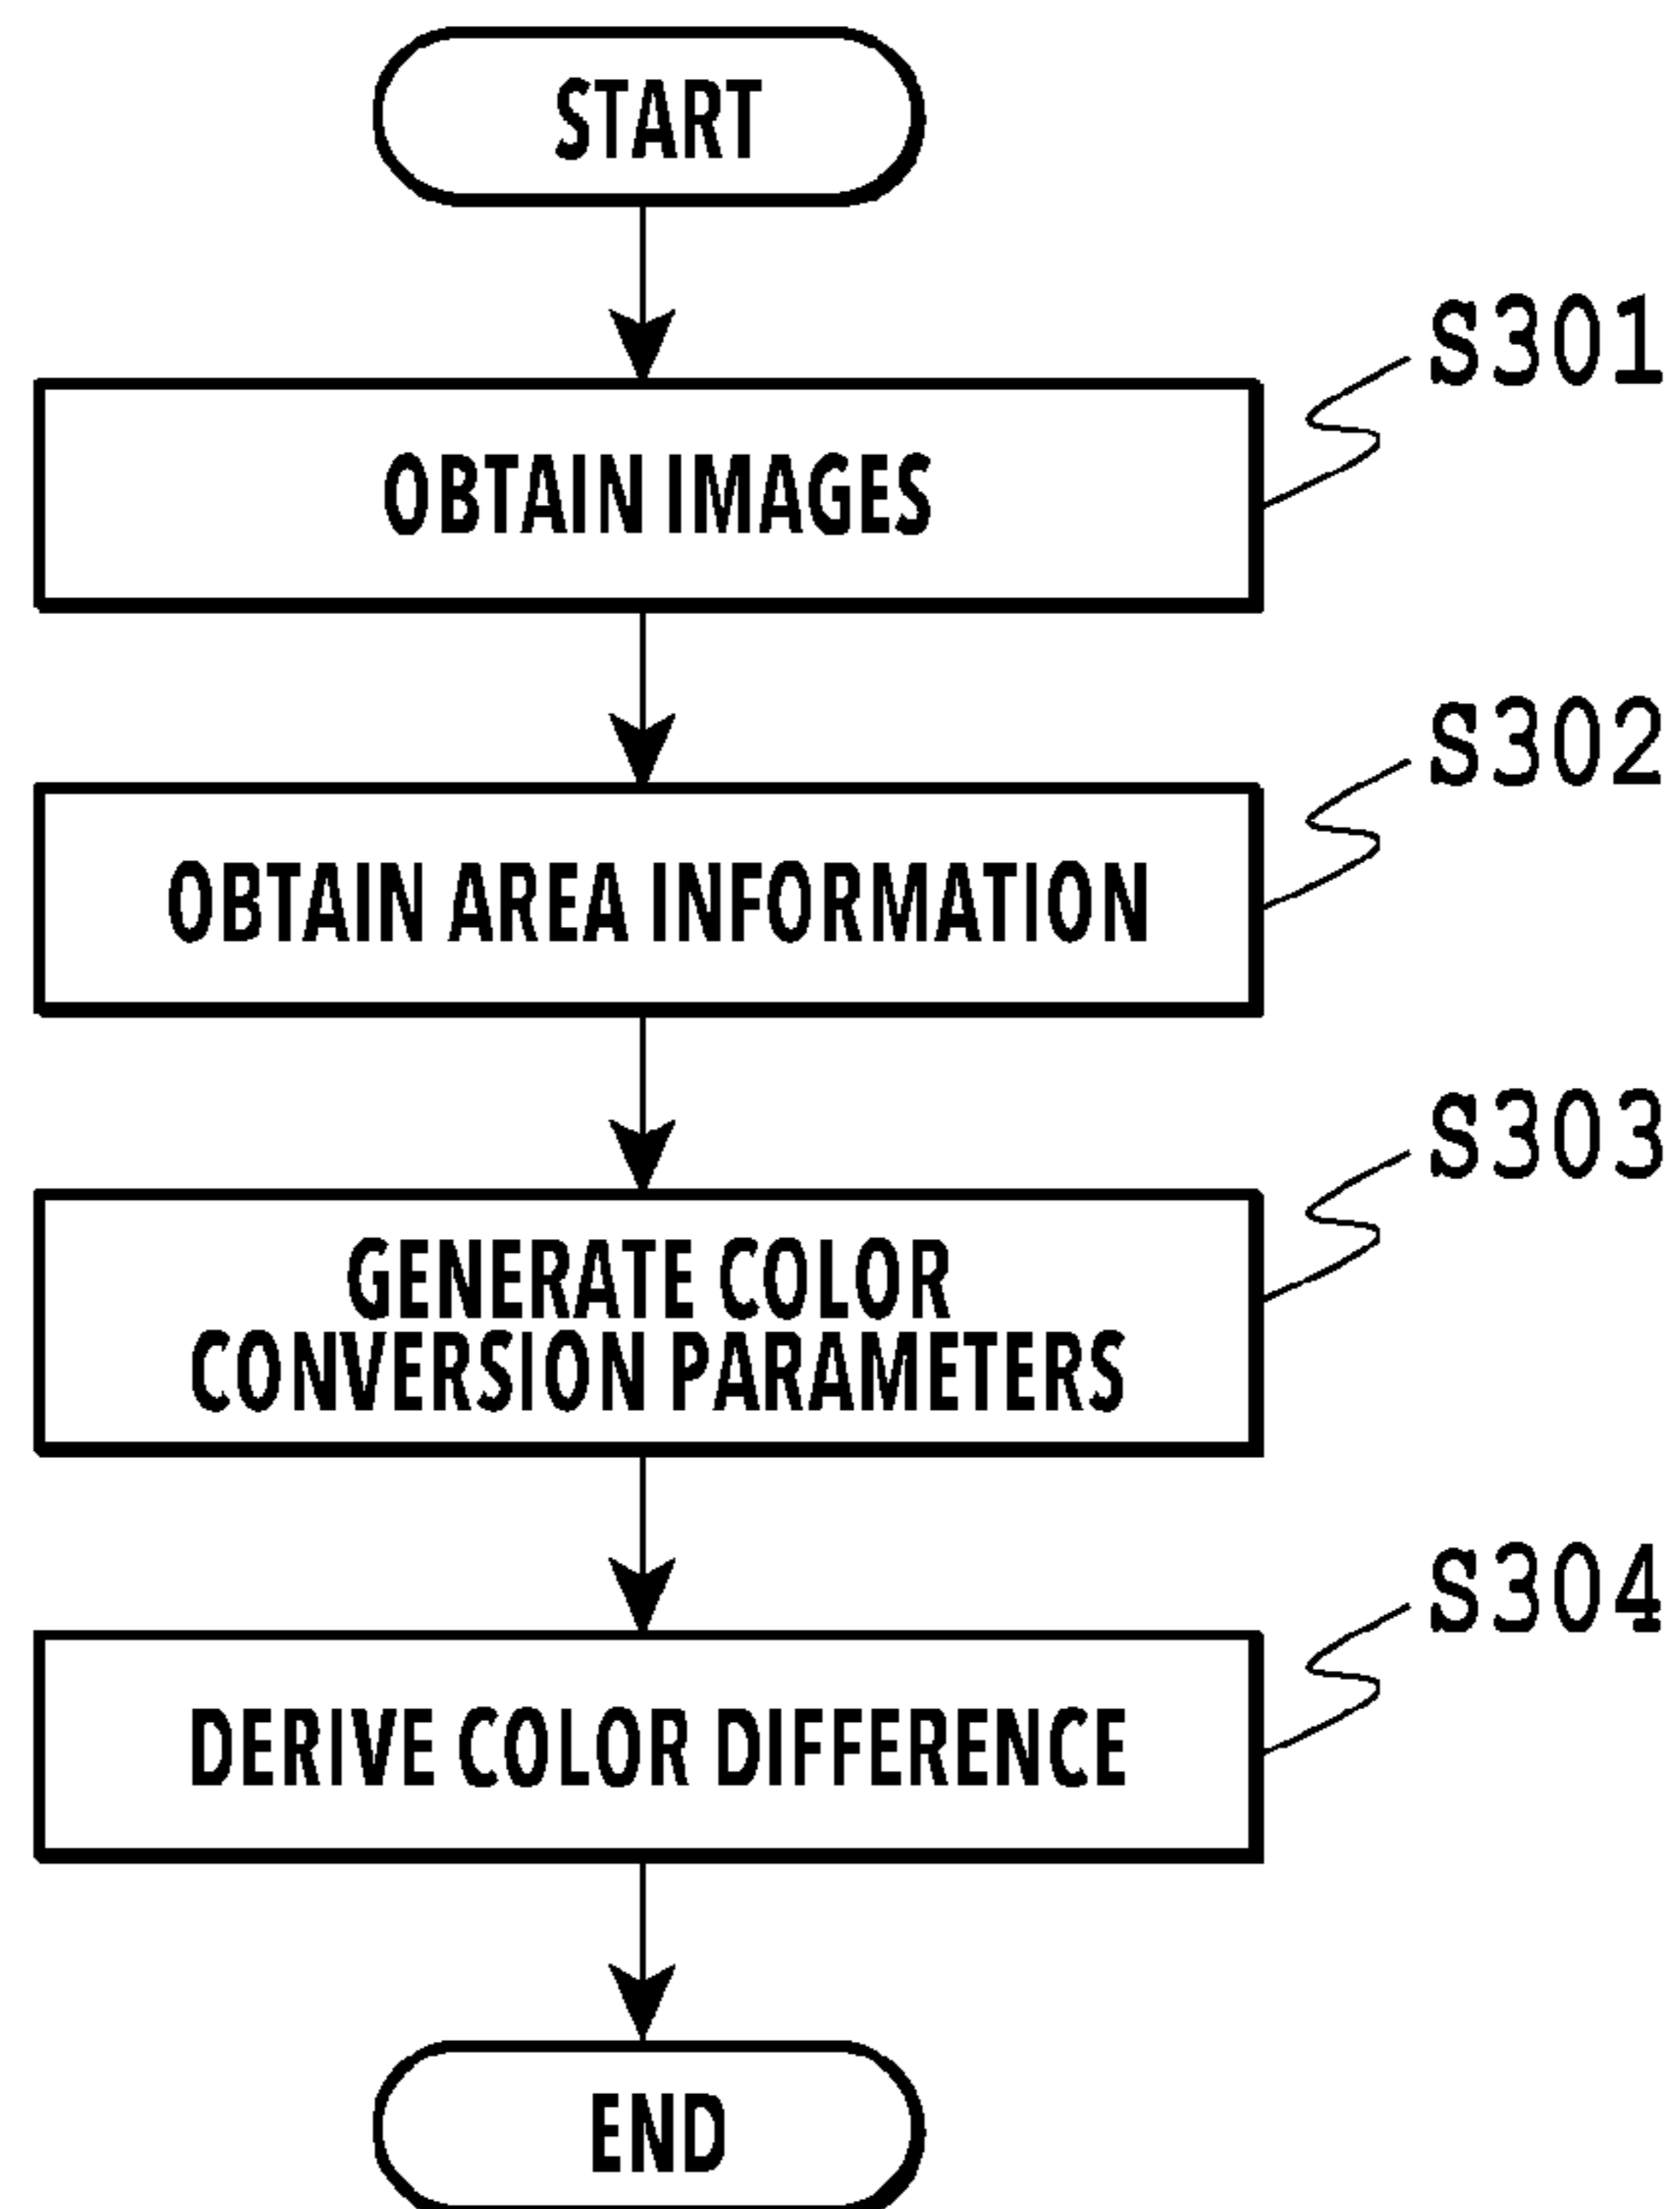 START
S301
OBTAIN IMAGES
S302
OBTAIN AREA INFORMATION
S303
GENERATE COLOR
CONVERSION PARAMETERS
S304
DERIVE COLOR DIFFERENCE
END